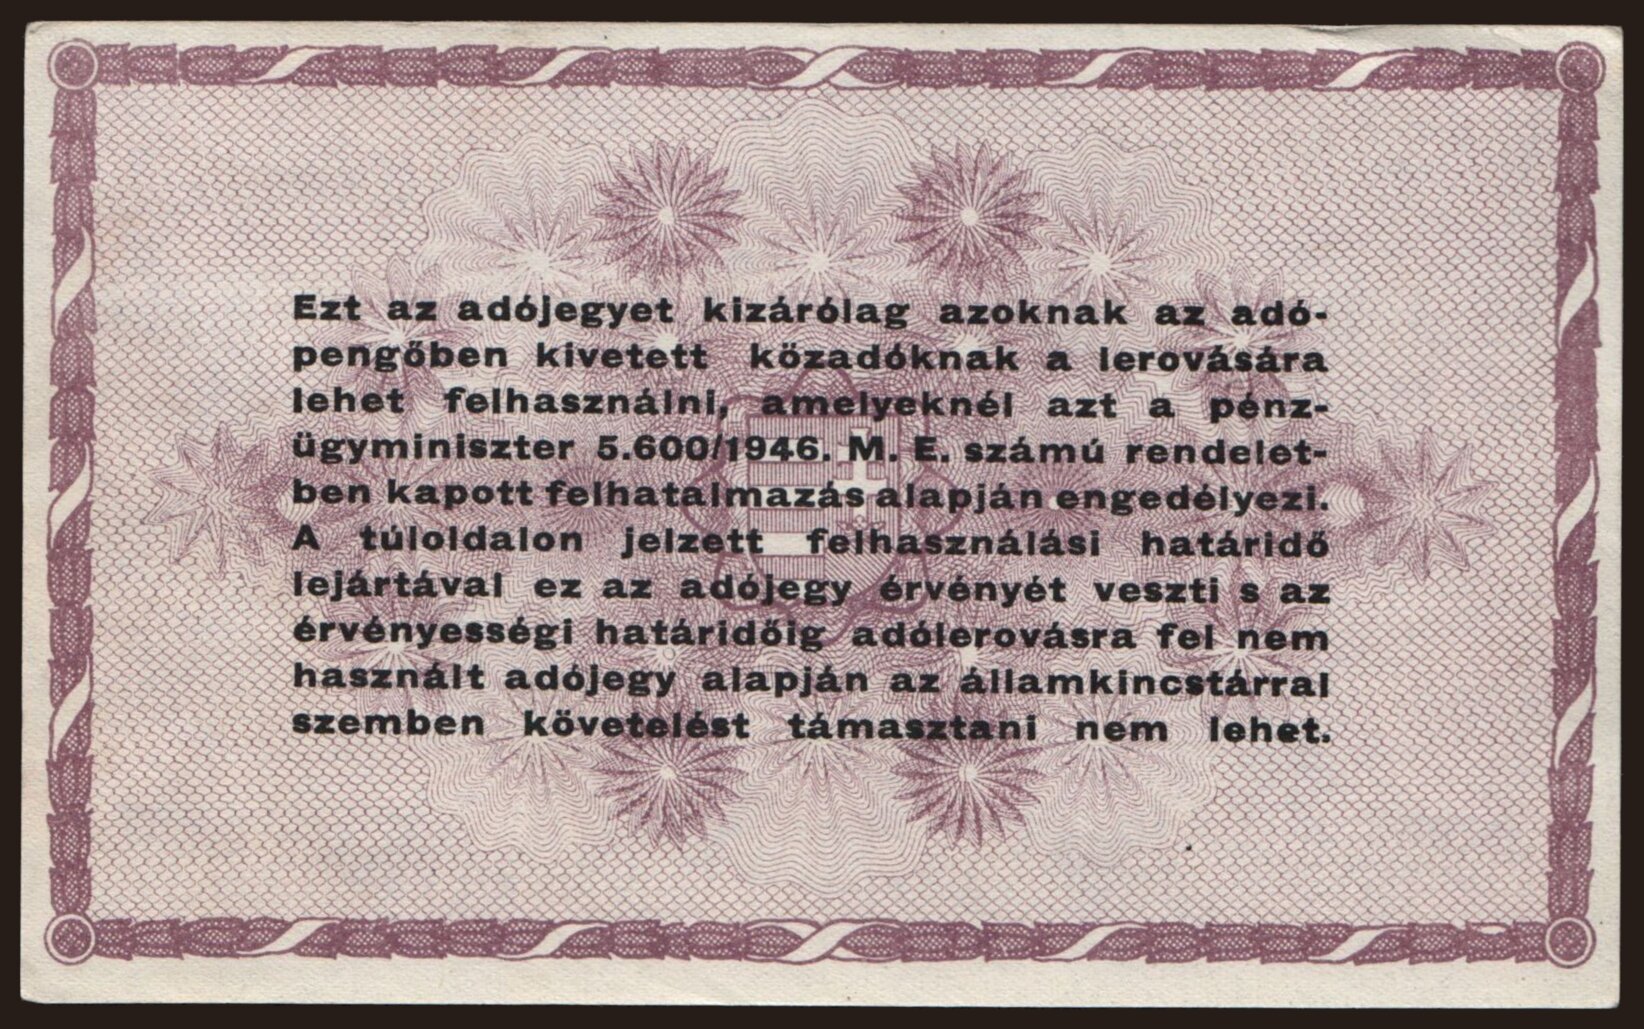 Ezt az adójegyet kizárólag azoknak az adó-
pengőben kivetett közadóknak a lerovására
lehet felhasználni, amelyeknél azt a pénz-
ügyminiszter 5.600/1946. M. E. számú rendelet-
ben kapott felhatalmazás alapján engedélyezi.
A túloldalon jelzett felhasználási határidő
lejártával ez az adójegy érvényét veszti s az
érvényességi határidőig adólerovásra fel nem
használt adójegy alapján az államkincstárral
szemben követelést támasztani nem lehet.